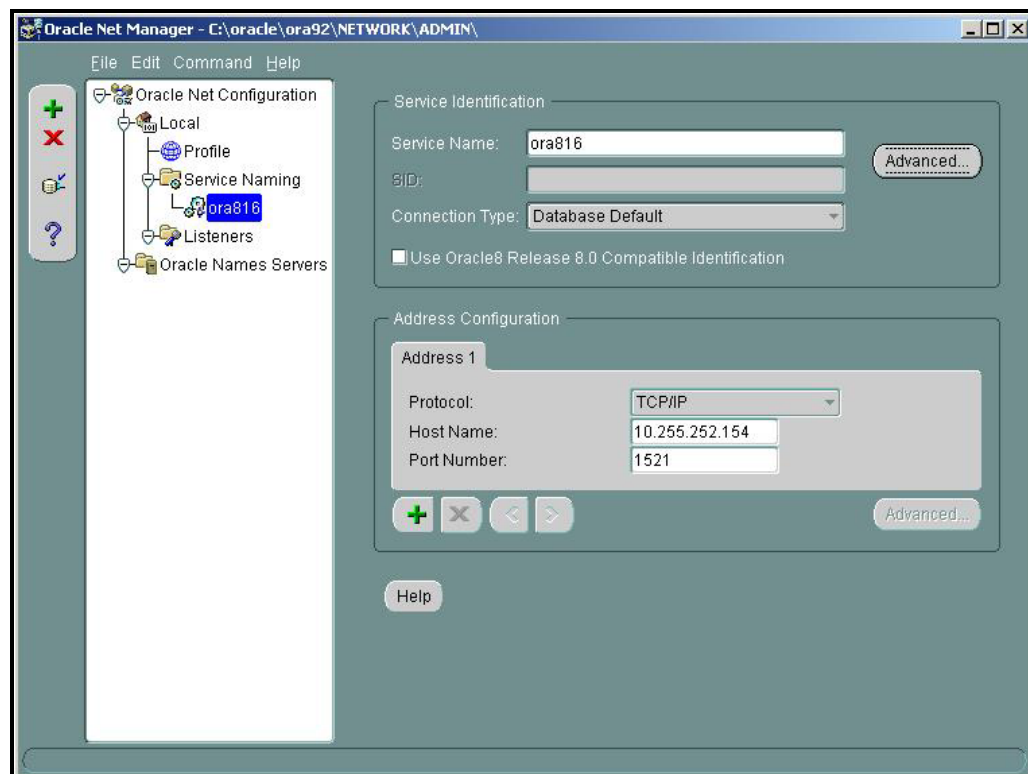 Oracle Net Manager - C:\oracle\ora92\NETWORK\ADMIN\
File Edit Command Help
Oracle Net Configuration
Local
Profile
Service Naming
ora816
Listeners
Oracle Names Servers
Service Identification
Service Name: ora816
Advanced...
SID:
Connection Type: Database Default
Use Oracle8 Release 8.0 Compatible Identification
Address Configuration
Address 1
Protocol: TCP/IP
Host Name: 10.255.252.154
Port Number: 1521
Advanced...
Help